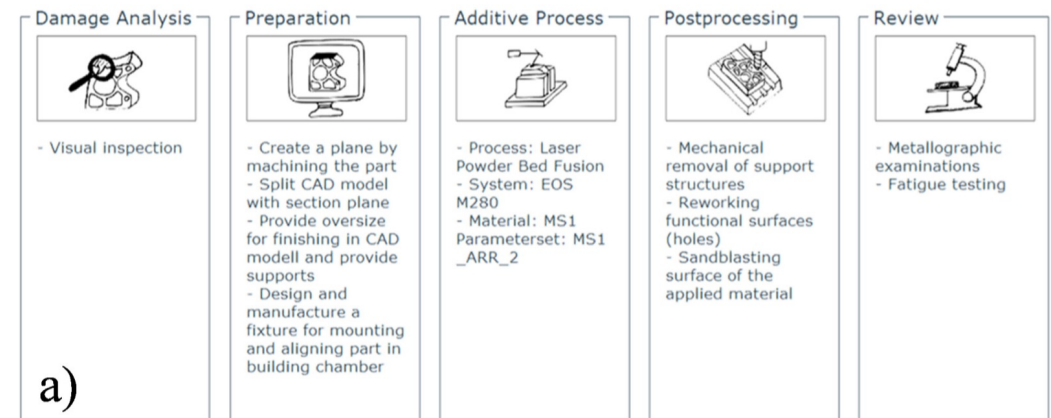 Damage Analysis
- Visual inspection
Preparation
- Create a plane by
machining the part
- Split CAD model
with section plane
- Provide oversize
for finishing in CAD
modell and provide
supports
- Design and
manufacture a
fixture for mounting
and aligning part in
building chamber
Additive Process
- Process: Laser
Powder Bed Fusion
- System: EOS
M280
- Material: MS1
Parameterset: MS1
_ARR_2
Postprocessing
- Mechanical
removal of support
structures
- Reworking
functional surfaces
(holes)
- Sandblasting
surface of the
applied material
Review
- Metallographic
examinations
- Fatigue testing
a)